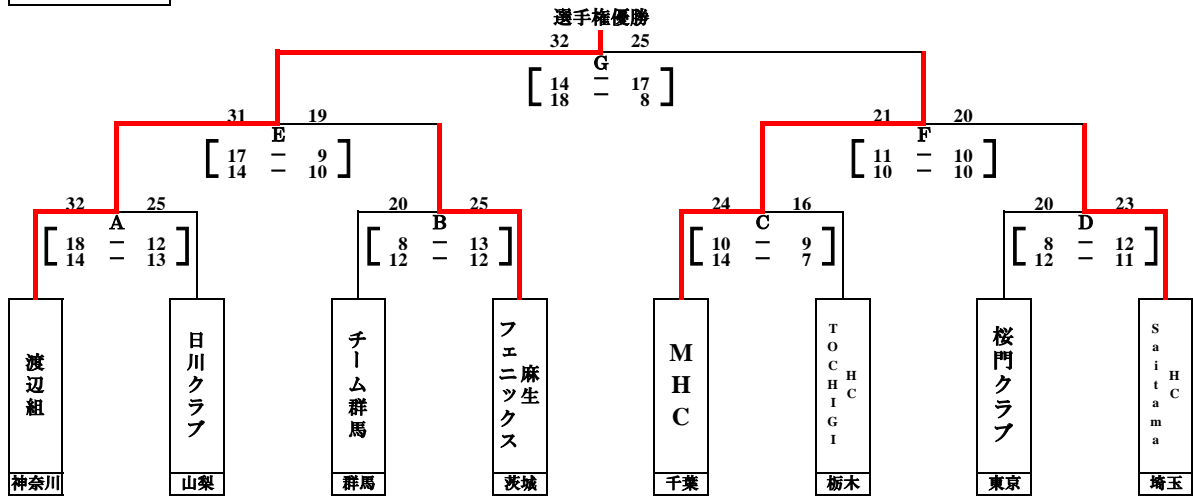 選手権優勝
32 25
G
14 ー 17
18 ー 8
31 19
E
17 ー 9
14 ー 10
21 20
F
11 ー 10
10 ー 10
32 25
A
18 ー 12
14 ー 13
20 25
B
8 ー 13
12 ー 12
24 16
C
10 ー 9
14 ー 7
20 23
D
8 ー 12
12 ー 11
渡辺組
日川クラブ
チーム群馬
麻生
フェニックス
MHC
TOCHIGI
HC
桜門クラブ
Saitama
HC
神奈川
山梨
群馬
茨城
千葉
栃木
東京
埼玉